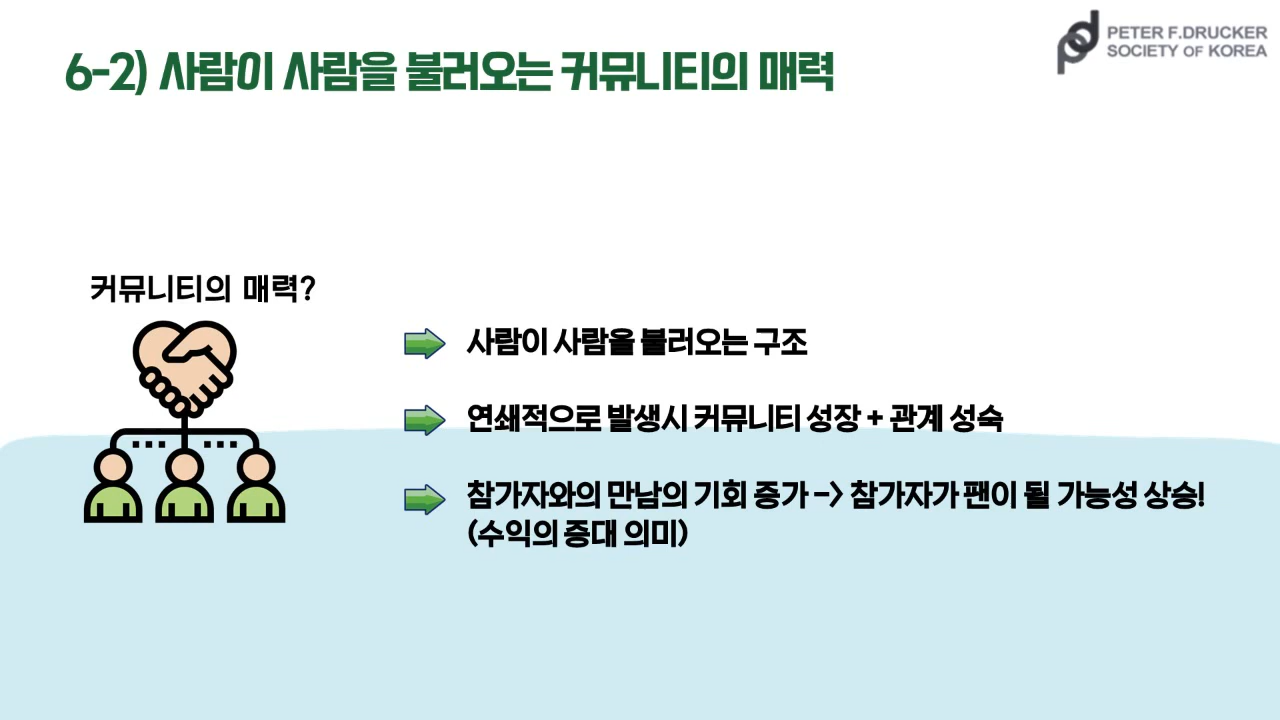 6-2) 사람이 사람을 불러오는 커뮤니티의 매력
PETER F.DRUCKER
SOCIETY OF KOREA
커뮤니티의 매력?
사람이 사람을 불러오는 구조
연쇄적으로 발생시 커뮤니티 성장 + 관계 성숙
참가자와의 만남의 기회 증가 -> 참가자가 팬이 될 가능성 상승!
(수익의 증대 의미)